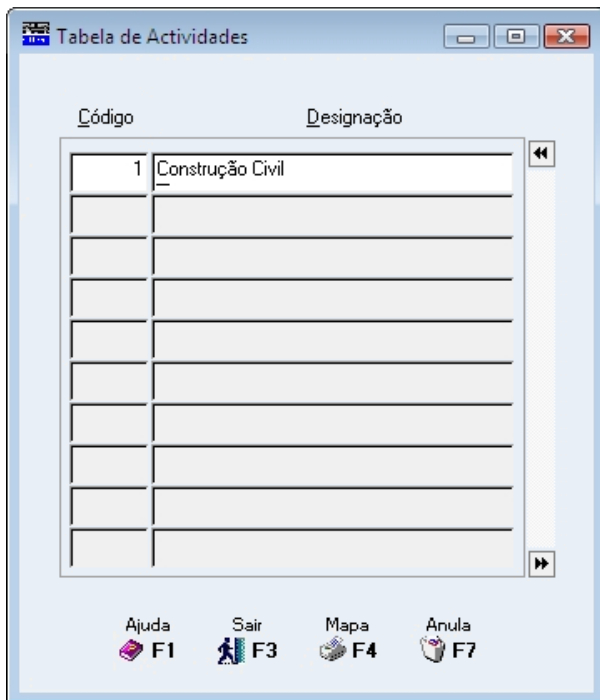 Tabela de Actividades
Código Designação
1 Construção Civil
Ajuda Sair Mapa Anula
F1 F3 F4 F7